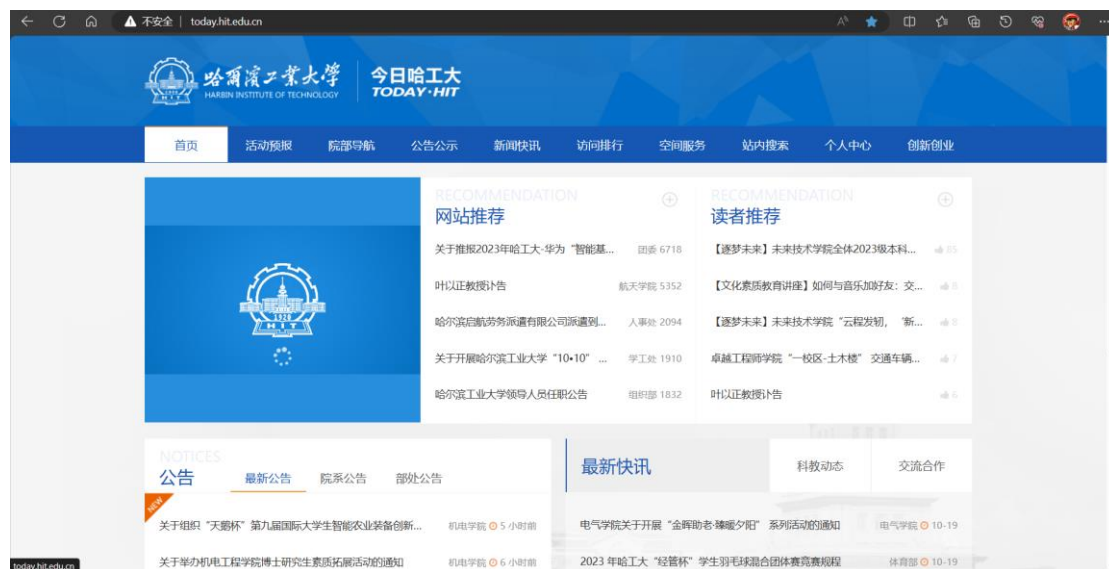 不安全 | today.hit.edu.cn
哈爾濱工業大學
HARBIN INSTITUTE OF TECHNOLOGY
今日哈工大
TODAY·HIT
首页 活动预报 院部导航 公告公示 新闻快讯 访问排行 空间服务 站内搜索 个人中心 创新创业
1920
HIT
RECOMMENDATION
网站推荐
关于推报2023年哈工大-华为“智能基... 团委 6718
叶以正教授讣告 航天学院 5352
哈尔滨启航劳务派遣有限公司派遣到... 人事处 2094
关于开展哈尔滨工业大学“10•10” ... 学工处 1910
哈尔滨工业大学领导人员任职公告 组织部 1832
RECOMMENDATION
读者推荐
【逐梦未来】未来技术学院全体2023级本科... 85
【文化素质教育讲座】如何与音乐加好友：交... 8
【逐梦未来】未来技术学院“云程发轫， “新... 8
卓越工程师学院“一校区-土木楼”交通车辆... 7
叶以正教授讣告 6
NOTICES
公告 最新公告 院系公告 部处公告
NEW
关于组织“天鹅杯”第九届国际大学生智能农业装备创新... 机电学院 5 小时前
关于举办机电工程学院博士研究生素质拓展活动的通知 机电学院 6 小时前
最新快讯 科教动态 交流合作
电气学院关于开展“金晖助老·臻暖夕阳”系列活动的通知 电气学院 10-19
2023 年哈工大“经管杯”学生羽毛球混合团体赛竞赛规程 体育部 10-19
today.hit.edu.cn